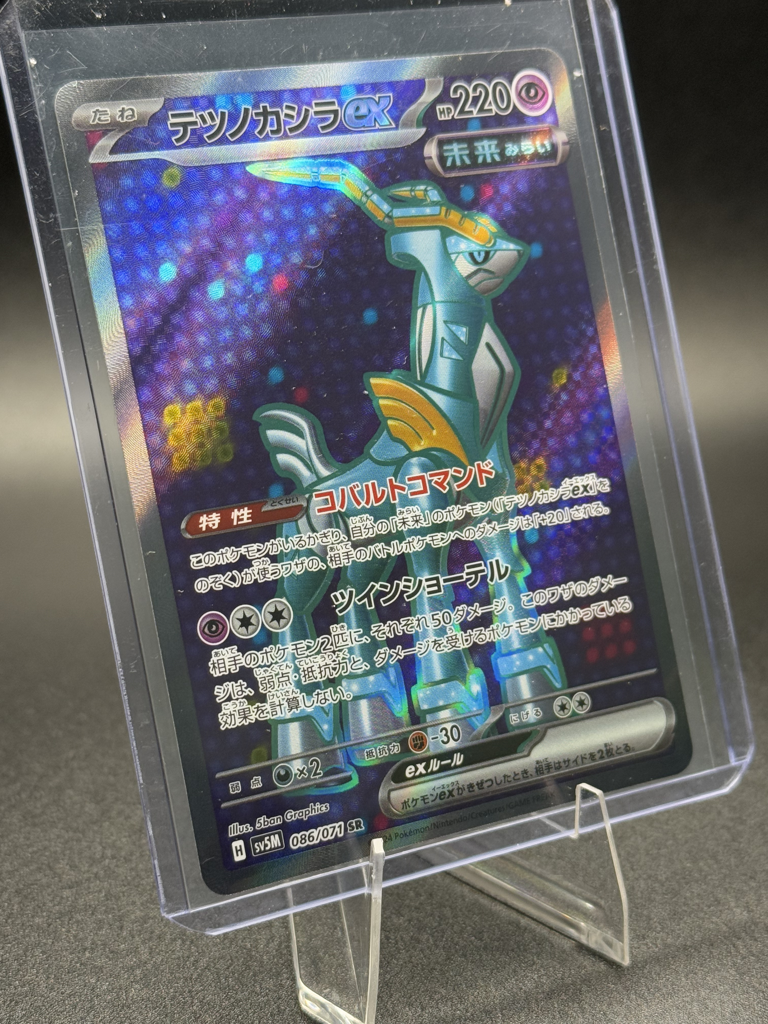 たね テツノカシラex HP220
未来 みらい
特性 とくせい コバルトコマンド
このポケモンがいるかぎり、自分の「未来」のポケモン(「テツノカシラex」を
のぞく)が使うワザの、相手のバトルポケモンへのダメージは「+20」される。
ツインショーテル
相手のポケモン2匹に、それぞれ50ダメージ。このワザのダメー
ジは、弱点・抵抗力と、ダメージを受けるポケモンにかかっている
効果を計算しない。
弱点 ×2 抵抗力 -30 にげる
exルール
ポケモンexがきぜつしたとき、相手はサイドを2枚とる。
Illus. 5ban Graphics
H sv5M 086/071 SR
Pokémon/Nintendo/Creatures/GAME FREAK